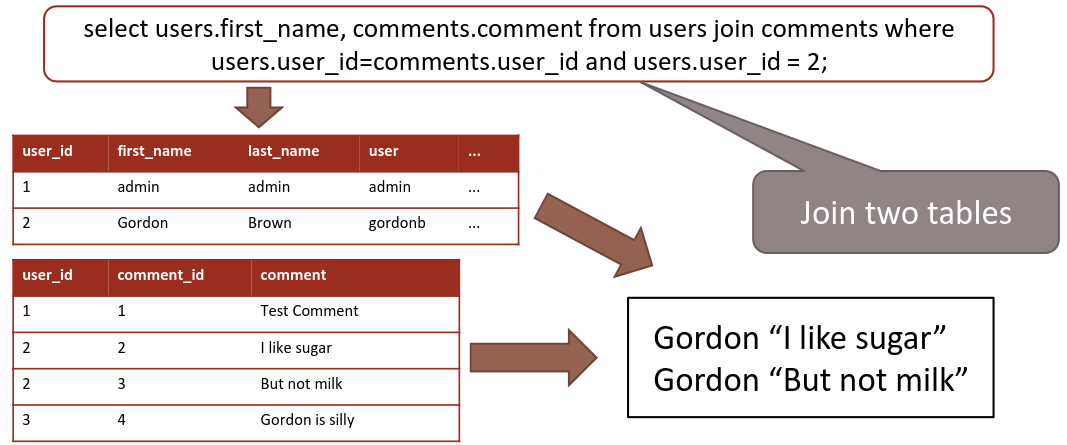 select users.first_name, comments.comment from users join comments where
users.user_id=comments.user_id and users.user_id = 2;
user_id first_name last_name user ...
1 admin admin admin ...
2 Gordon Brown gordonb ...
Join two tables
user_id comment_id comment
1 1 Test Comment
2 2 I like sugar
2 3 But not milk
3 4 Gordon is silly
Gordon “I like sugar”
Gordon “But not milk”